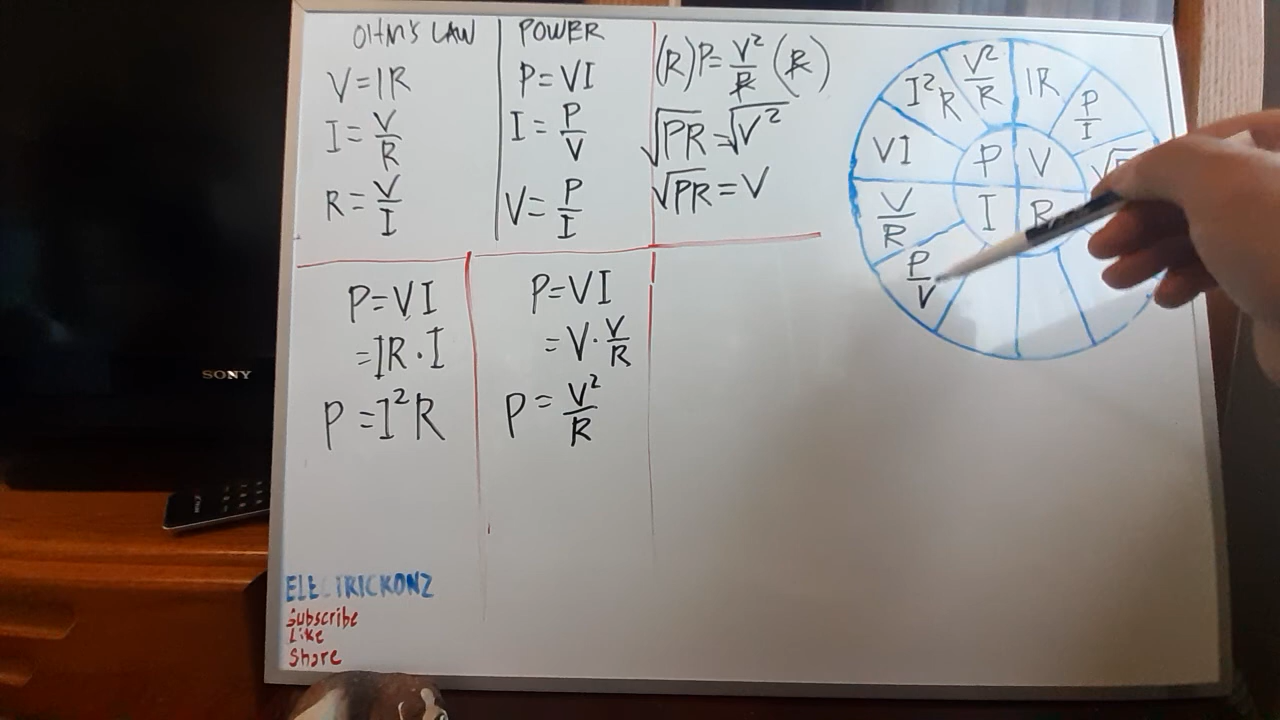 OHM'S LAW
V=IR
I=V/R
R=V/I
POWER
P=VI
I=P/V
V=P/I
(R)P=V²/R(R)
√PR=√V²
√PR=V
P=VI
=IR·I
P=I²R
P=VI
=V·V/R
P=V²/R
I²R
V²/R
IR
P/I
VI
P
V
V/R
I
R
P/V
SONY
ELECTRICKONZ
Subscribe
Like
Share